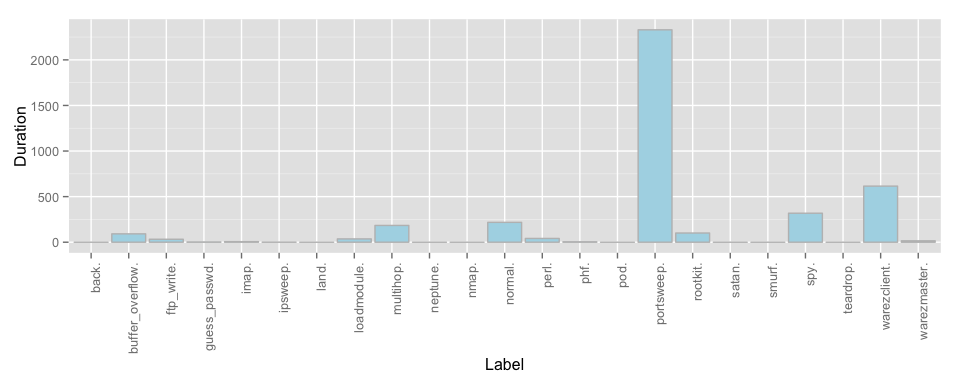 2000
1500
1000
500
0
Duration
back.
buffer_overflow.
ftp_write.
guess_passwd.
imap.
ipsweep.
land.
loadmodule.
multihop.
neptune.
nmap.
normal.
perl.
phf.
pod.
portsweep.
rootkit.
satan.
smurf.
spy.
teardrop.
warezclient.
warezmaster.
Label